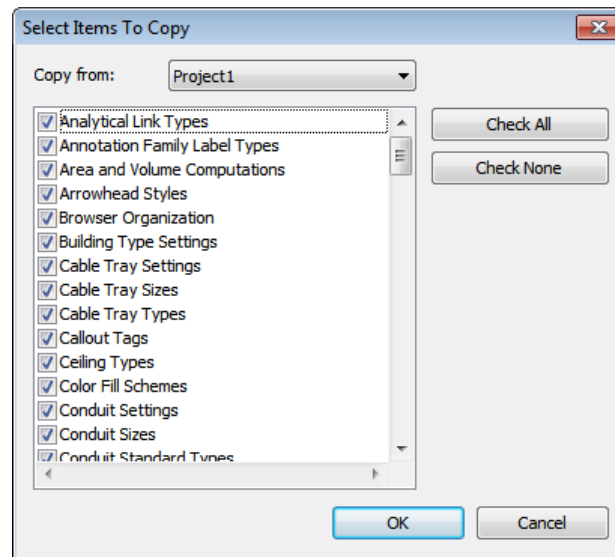 Select Items To Copy
Copy from: Project1
Analytical Link Types
Annotation Family Label Types
Area and Volume Computations
Arrowhead Styles
Browser Organization
Building Type Settings
Cable Tray Settings
Cable Tray Sizes
Cable Tray Types
Callout Tags
Ceiling Types
Color Fill Schemes
Conduit Settings
Conduit Sizes
Conduit Standard Types
Check All
Check None
OK Cancel